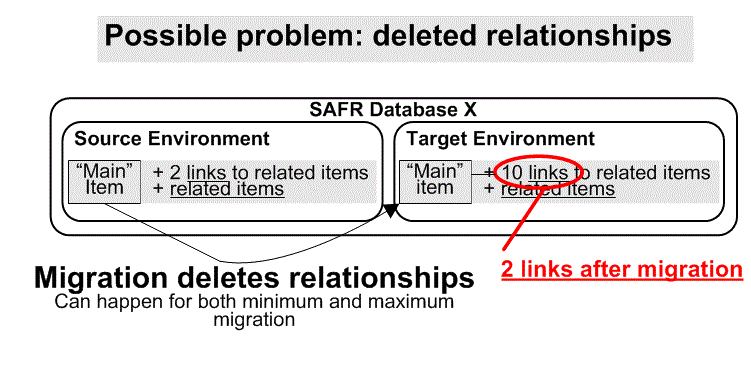 Possible problem: deleted relationships
SAFR Database X
Source Environment
"Main"
Item
+ 2 links to related items
+ related items
Target Environment
"Main"
item
+ 10 links to related items
+ related items
Migration deletes relationships
Can happen for both minimum and maximum
migration
2 links after migration